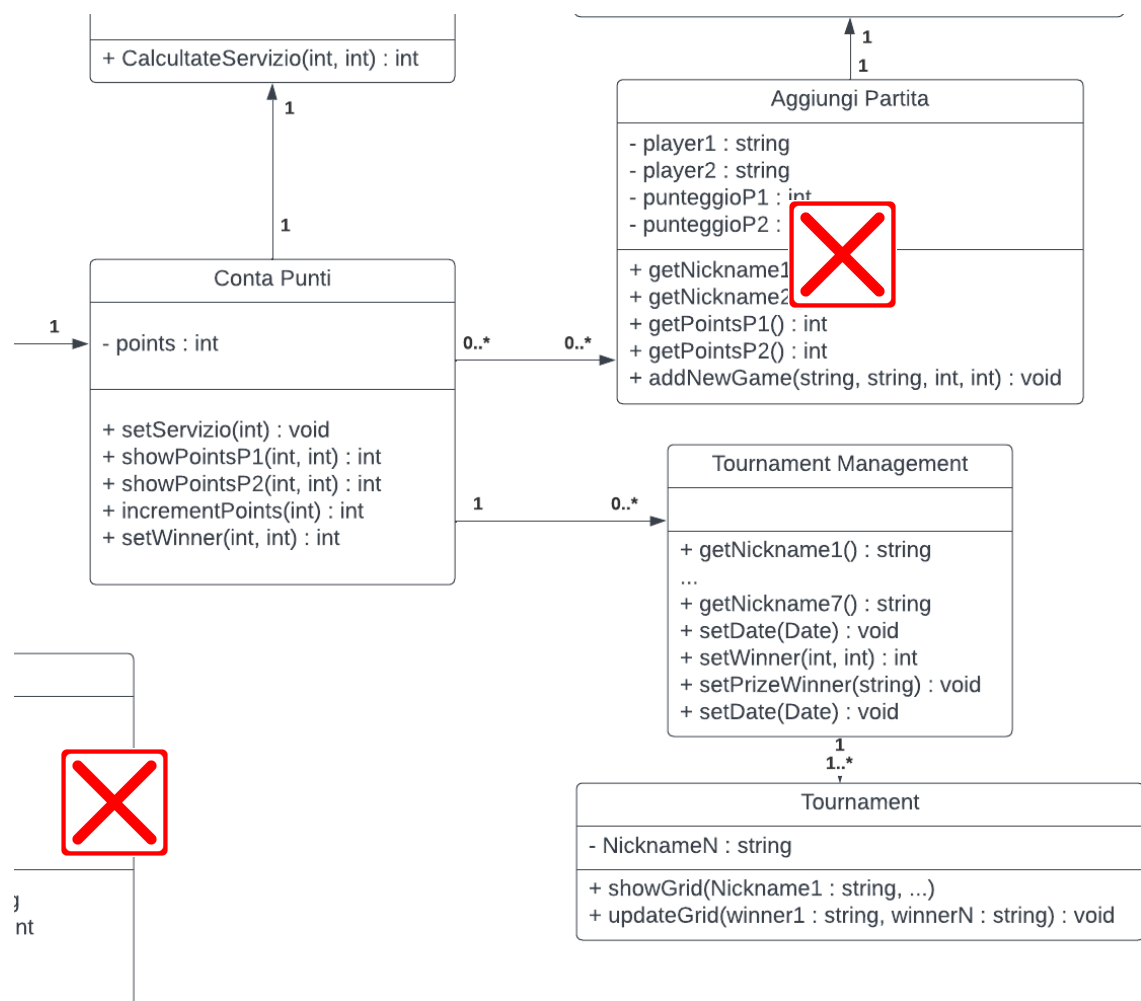 + CalcultateServizio(int, int) : int
1
1
1
1
Aggiungi Partita
- player1 : string
- player2 : string
- punteggioP1 : int
- punteggioP2 :
+ getNickname1
+ getNickname2
+ getPointsP1() : int
+ getPointsP2() : int
+ addNewGame(string, string, int, int) : void
Conta Punti
1
- points : int
+ setServizio(int) : void
+ showPointsP1(int, int) : int
+ showPointsP2(int, int) : int
+ incrementPoints(int) : int
+ setWinner(int, int) : int
0..* 0..*
1 0..*
Tournament Management
+ getNickname1() : string
...
+ getNickname7() : string
+ setDate(Date) : void
+ setWinner(int, int) : int
+ setPrizeWinner(string) : void
+ setDate(Date) : void
1
1..*
Tournament
- NicknameN : string
+ showGrid(Nickname1 : string, ...)
+ updateGrid(winner1 : string, winnerN : string) : void